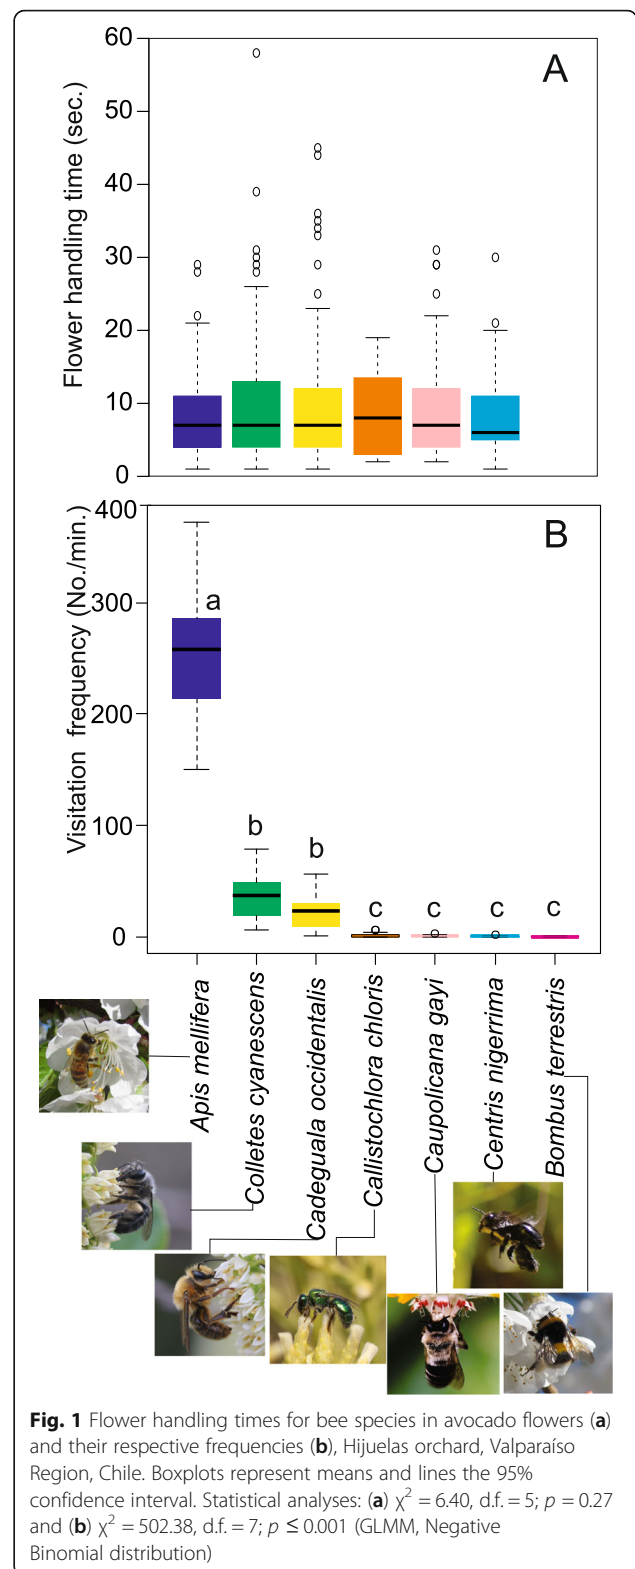 A
Flower handling time (sec.)
60
50
40
30
20
10
0
B
Visitation frequency (No./min.)
400
300
200
100
0
a
b
b
c
c
c
c
Apis mellifera
Colletes cyanescens
Cadeguala occidentalis
Callistochlora chloris
Caupolicana gayi
Centris nigerrima
Bombus terrestris
Fig. 1 Flower handling times for bee species in avocado flowers (a)
and their respective frequencies (b), Hijuelas orchard, Valparaíso
Region, Chile. Boxplots represent means and lines the 95%
confidence interval. Statistical analyses: (a) χ² = 6.40, d.f. = 5; p = 0.27
and (b) χ² = 502.38, d.f. = 7; p ≤ 0.001 (GLMM, Negative
Binomial distribution)